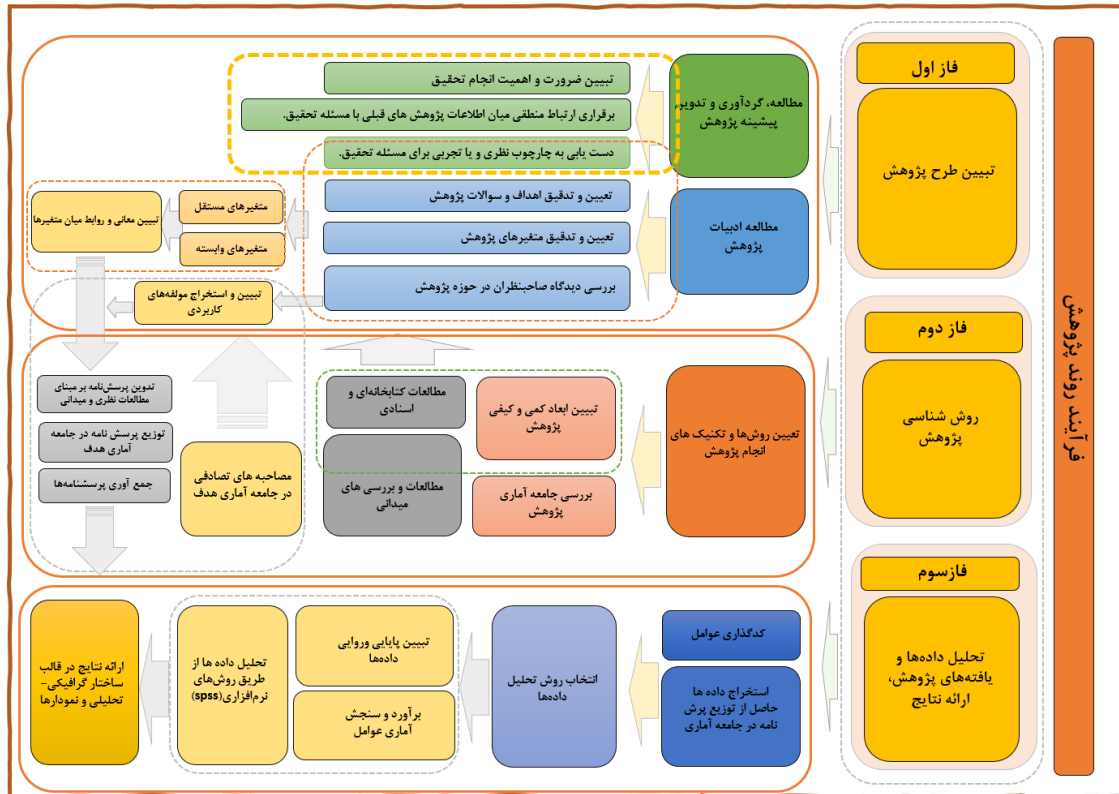 فرآیند روند پژوهش
فاز اول
تبیین طرح پژوهش
مطالعه، گردآوری و تدوین
پیشینه پژوهش
تبیین ضرورت و اهمیت انجام تحقیق
برقراری ارتباط منطقی میان اطلاعات پژوهش های قبلی با مسئله تحقیق.
دست یابی به چارچوب نظری و یا تجربی برای مسئله تحقیق.
مطالعه ادبیات
پژوهش
تعیین و تدقیق اهداف و سوالات پژوهش
تعیین و تدقیق متغیرهای پژوهش
بررسی دیدگاه صاحبنظران در حوزه پژوهش
متغیرهای مستقل
متغیرهای وابسته
تبیین معانی و روابط میان متغیرها
تبیین و استخراج مولفه‌های
کاربردی
فاز دوم
روش شناسی
پژوهش
تعیین روش‌ها و تکنیک های
انجام پژوهش
تبیین ابعاد کمی و کیفی
پژوهش
بررسی جامعه آماری
پژوهش
مطالعات کتابخانه‌ای و
اسنادی
مطالعات و بررسی های
میدانی
مصاحبه های تصادفی
در جامعه آماری هدف
تدوین پرسش‌نامه بر مبنای
مطالعات نظری و میدانی
توزیع پرسش نامه در جامعه
آماری هدف
جمع آوری پرسشنامه‌ها
فازسوم
تحلیل داده‌ها و
یافته‌های پژوهش،
ارائه نتایج
کدگذاری عوامل
استخراج داده ها
حاصل از توزیع پرش
نامه در جامعه آماری
انتخاب روش تحلیل
داده‌ها
تبیین پایایی وروایی
داده‌ها
برآورد و سنجش
آماری عوامل
تحلیل داده ها از
طریق روش‌های
نرم‌افزاری(spss)
ارائه نتایج در قالب
ساختار گرافیکی-
تحلیلی و نمودارها